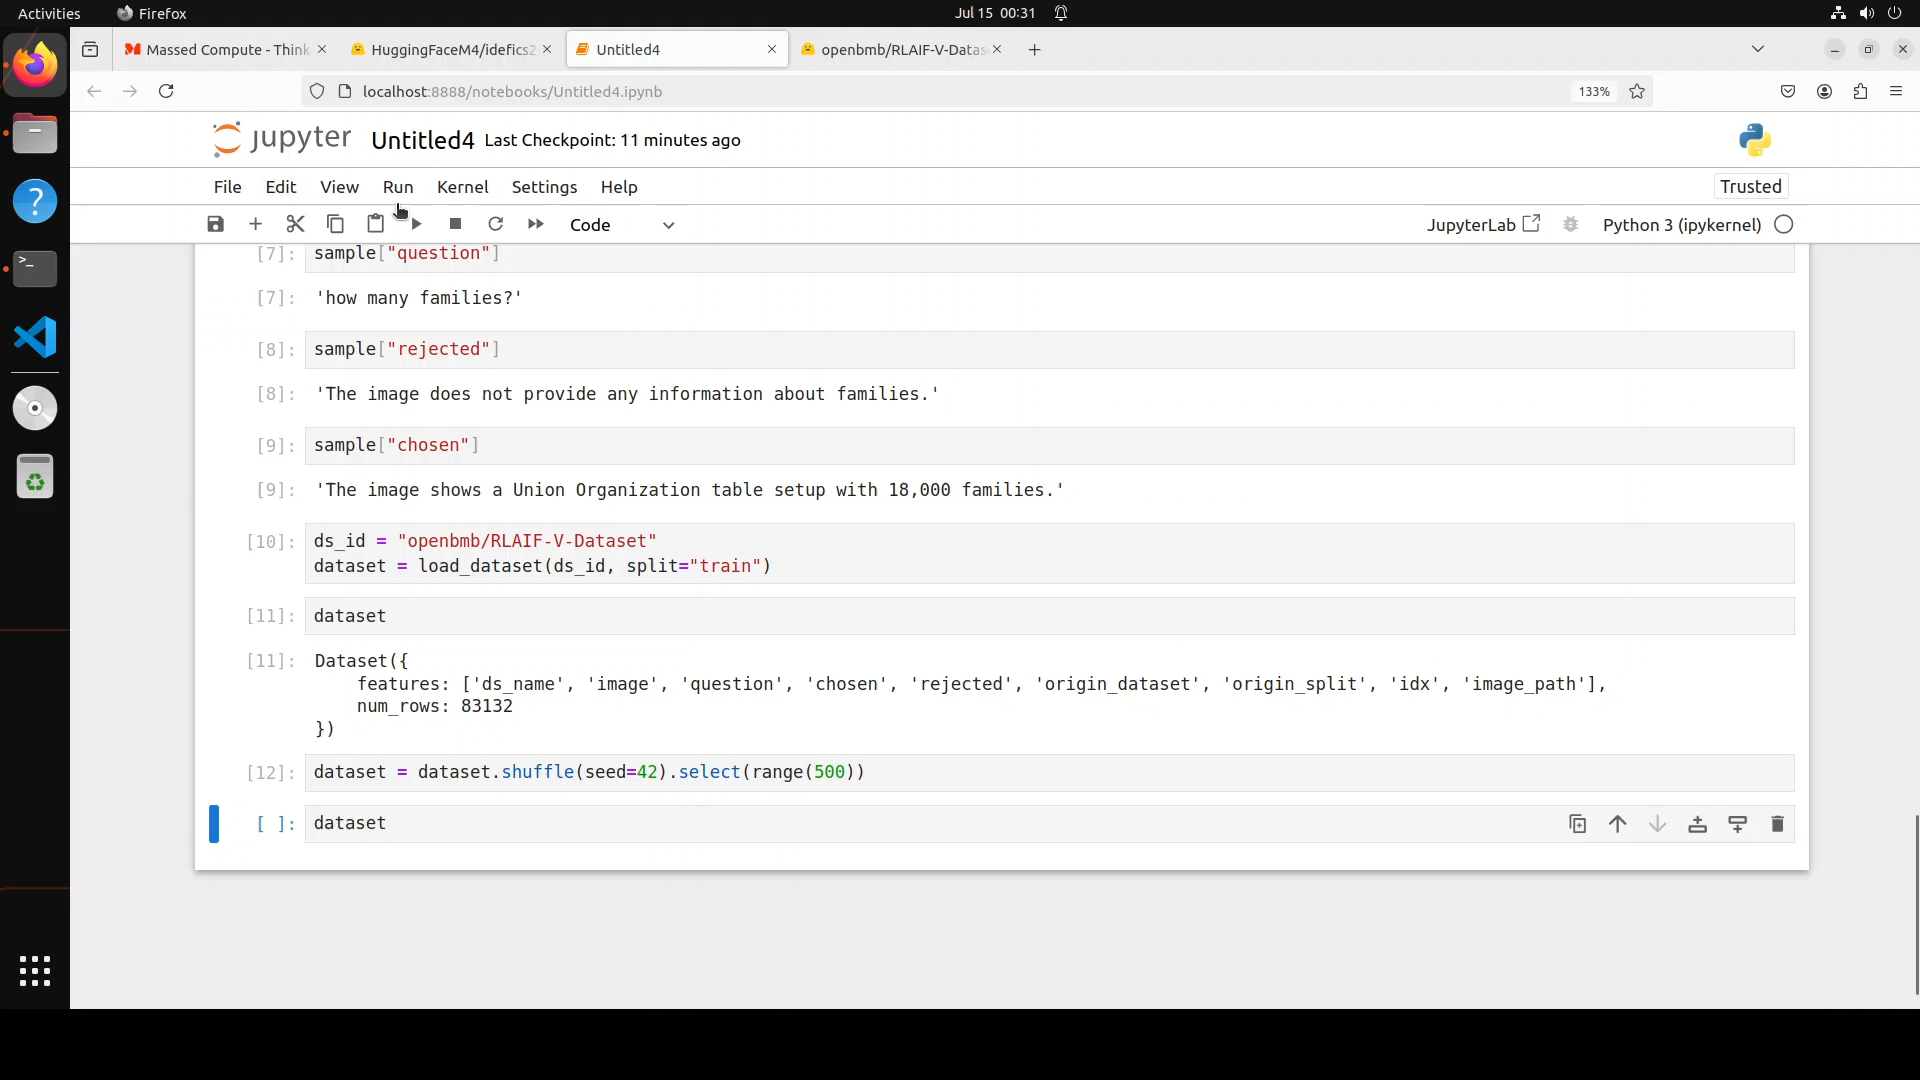 Activities
Firefox
Jul 15 00:31
Massed Compute - Think
HuggingFaceM4/idefics2
Untitled4
openbmb/RLAIF-V-Datas
localhost:8888/notebooks/Untitled4.ipynb
133%
jupyter
Untitled4
Last Checkpoint: 11 minutes ago
File Edit View Run Kernel Settings Help
Trusted
Code
JupyterLab
Python 3 (ipykernel)
[7]: sample["question"]
[7]: 'how many families?'
[8]: sample["rejected"]
[8]: 'The image does not provide any information about families.'
[9]: sample["chosen"]
[9]: 'The image shows a Union Organization table setup with 18,000 families.'
[10]: ds_id = "openbmb/RLAIF-V-Dataset"
dataset = load_dataset(ds_id, split="train")
[11]: dataset
[11]: Dataset({
features: ['ds_name', 'image', 'question', 'chosen', 'rejected', 'origin_dataset', 'origin_split', 'idx', 'image_path'],
num_rows: 83132
})
[12]: dataset = dataset.shuffle(seed=42).select(range(500))
[ ]: dataset